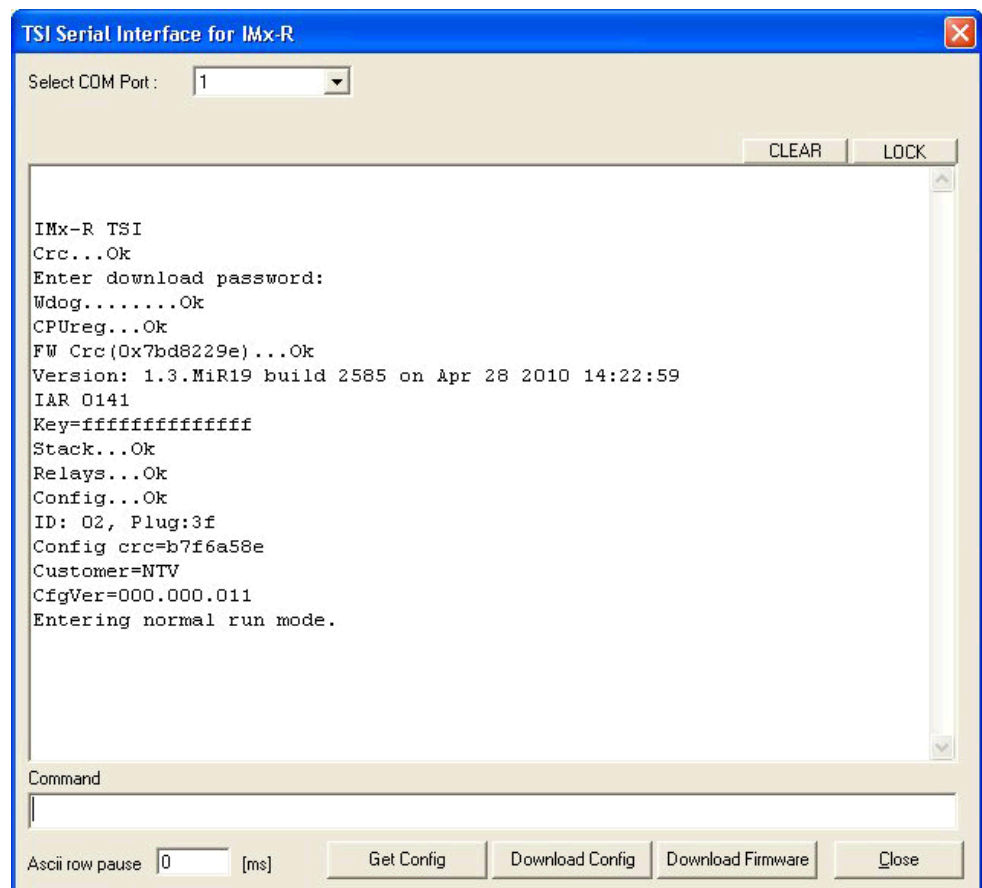 TSI Serial Interface for IMx-R
Select COM Port : 1
CLEAR LOCK
IMx-R TSI
Crc...Ok
Enter download password:
Wdog........Ok
CPUreg...Ok
FW Crc(0x7bd8229e)...Ok
Version: 1.3.MiR19 build 2585 on Apr 28 2010 14:22:59
IAR 0141
Key=ffffffffffffff
Stack...Ok
Relays...Ok
Config...Ok
ID: 02, Plug:3f
Config crc=b7f6a58e
Customer=NTV
CfgVer=000.000.011
Entering normal run mode.
Command
Ascii row pause 0 [ms] Get Config Download Config Download Firmware Close